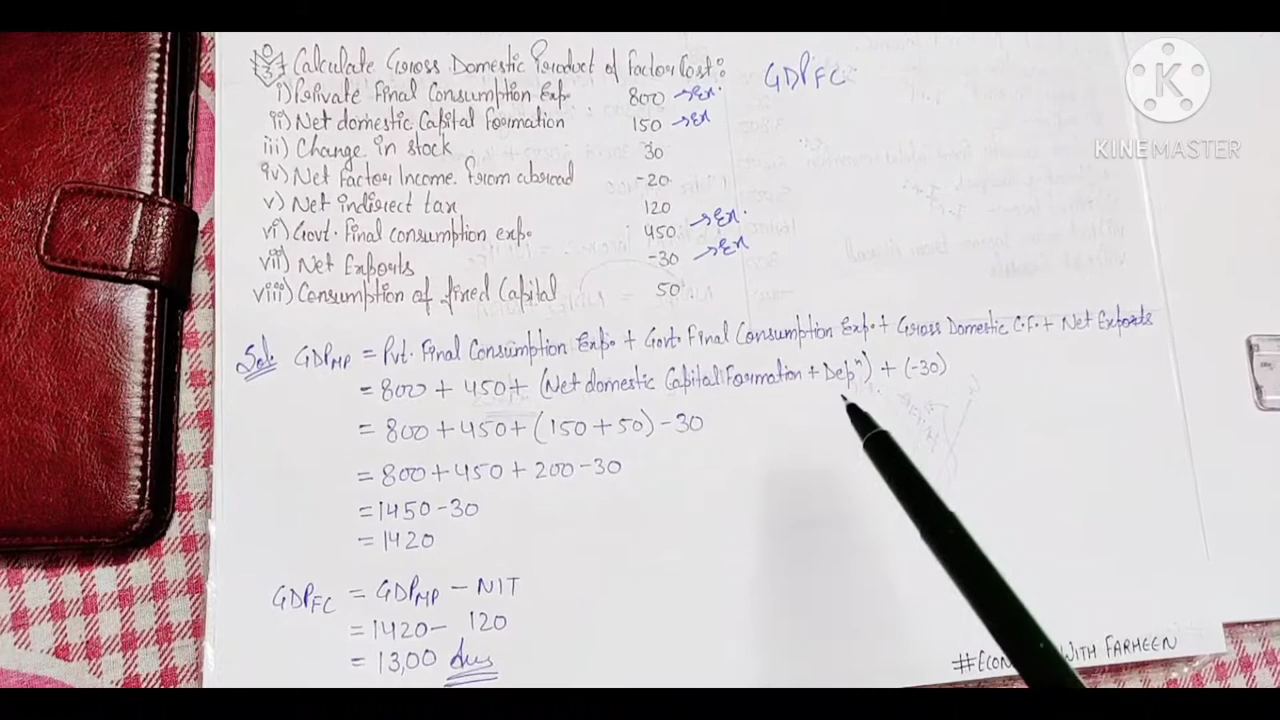 Q3 Calculate Gross Domestic Product of Factor Cost:
GDPFC
i) Private Final Consumption Exp. 800 → Ex.
ii) Net domestic Capital Formation 150 → Ex
iii) Change in stock 30
iv) Net Factor Income From abroad -20
v) Net indirect tax 120
vi) Govt. Final consumption exp. 450 → Ex.
vii) Net Exports -30 → Ex
viii) Consumption of fixed Capital 50
Sol. GDPMP = Pvt. Final Consumption Exp. + Govt. Final Consumption Exp. + Gross Domestic C.F. + Net Exports
= 800 + 450 + (Net domestic Capital Formation + Depⁿ) + (-30)
= 800 + 450 + (150 + 50) - 30
= 800 + 450 + 200 - 30
= 1450 - 30
= 1420
GDPFC = GDPMP - NIT
= 1420 - 120
= 13,00 Ans
K
KINEMASTER
WITH FARHEEN